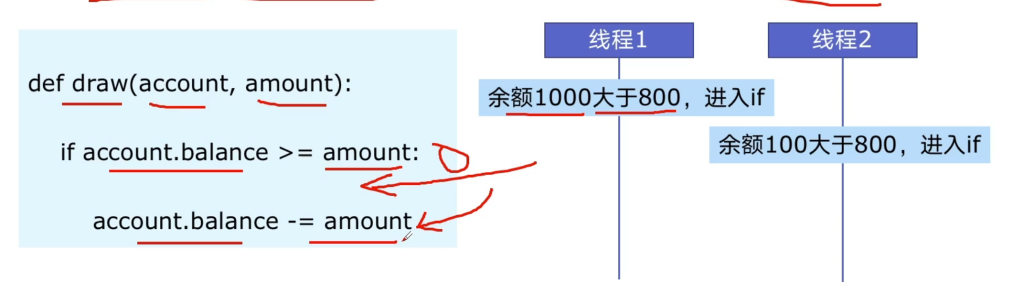 def draw(account, amount):
if account.balance >= amount:
account.balance -= amount
线程1
线程2
余额1000大于800，进入if
余额100大于800，进入if